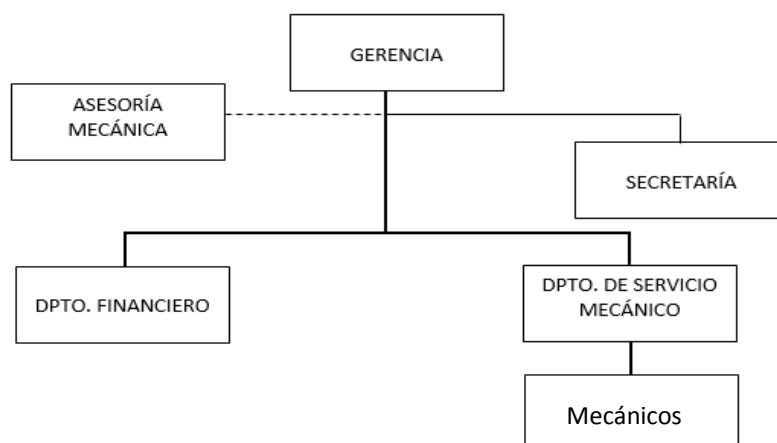 GERENCIA
ASESORÍA
MECÁNICA
SECRETARÍA
DPTO. FINANCIERO
DPTO. DE SERVICIO
MECÁNICO
Mecánicos